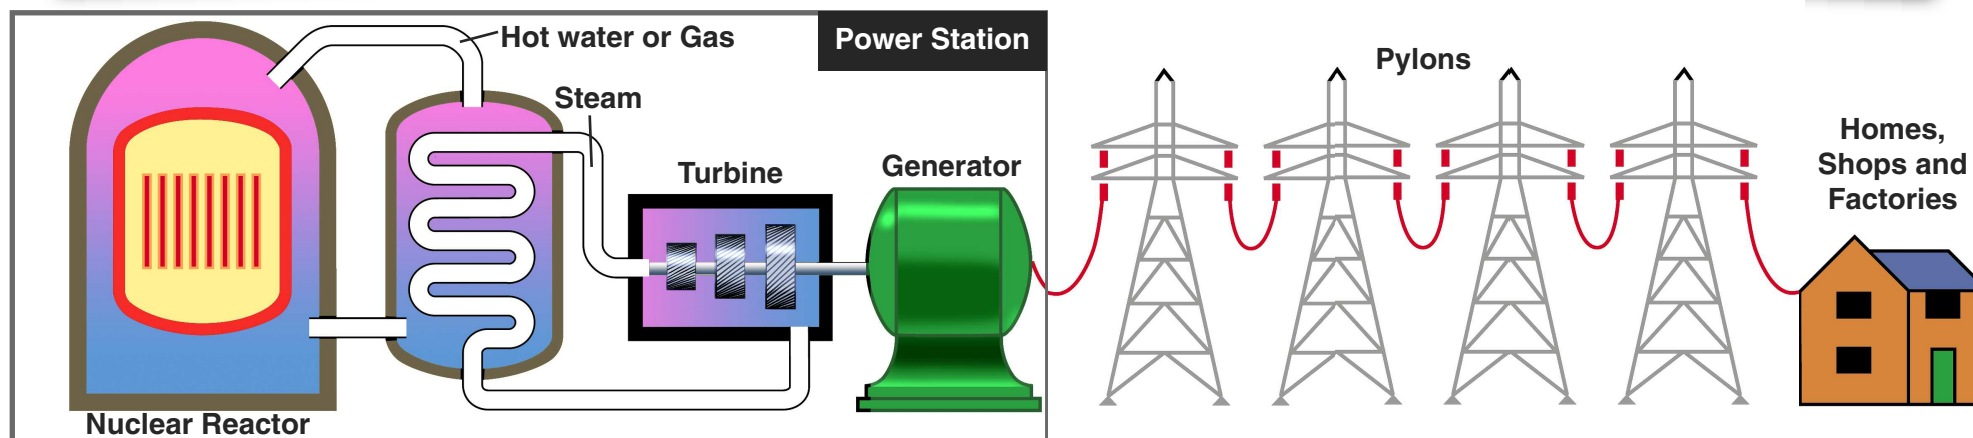 Hot water or Gas
Power Station
Pylons
Steam
Homes,
Shops and
Factories
Turbine
Generator
Nuclear Reactor